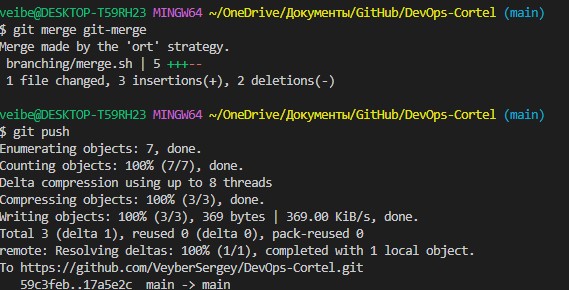 veibe@DESKTOP-T59RH23 MINGW64 ~/OneDrive/Документы/GitHub/DevOps-Cortel (main)
$ git merge git-merge
Merge made by the 'ort' strategy.
 branching/merge.sh | 5 +++--
 1 file changed, 3 insertions(+), 2 deletions(-)

veibe@DESKTOP-T59RH23 MINGW64 ~/OneDrive/Документы/GitHub/DevOps-Cortel (main)
$ git push
Enumerating objects: 7, done.
Counting objects: 100% (7/7), done.
Delta compression using up to 8 threads
Compressing objects: 100% (3/3), done.
Writing objects: 100% (3/3), 369 bytes | 369.00 KiB/s, done.
Total 3 (delta 1), reused 0 (delta 0), pack-reused 0
remote: Resolving deltas: 100% (1/1), completed with 1 local object.
To https://github.com/VeyberSergey/DevOps-Cortel.git
   59c3feb..17a5e2c  main -> main